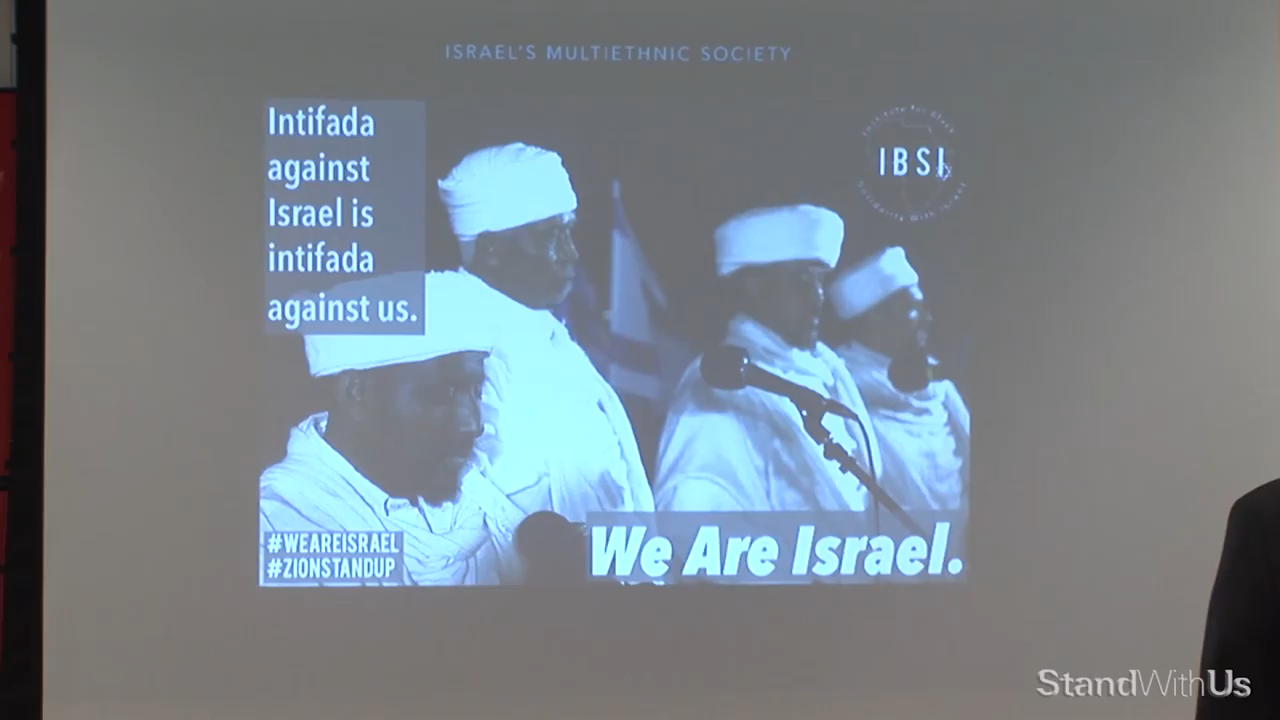 ISRAEL'S MULTIETHNIC SOCIETY
Intifada
against
Israel is
intifada
against us.
IBSI
#WEAREISRAEL
#ZIONSTANDUP
We Are Israel.
StandWithUs